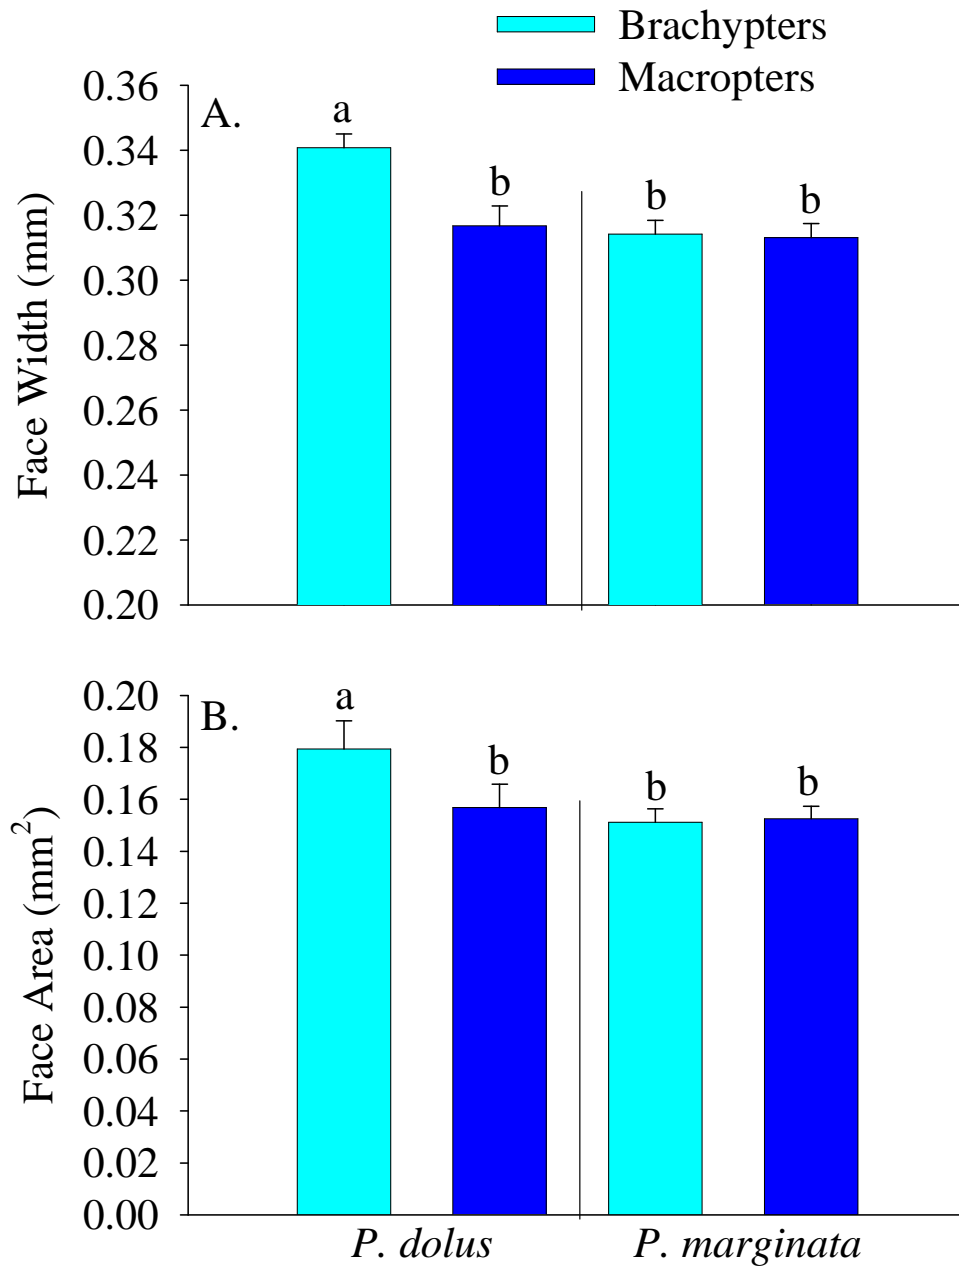 Brachypters
Macropters
A.
a
b
b
b
0.36
0.34
0.32
0.30
0.28
0.26
0.24
0.22
0.20
Face Width (mm)
B.
a
b
b
b
0.20
0.18
0.16
0.14
0.12
0.10
0.08
0.06
0.04
0.02
0.00
Face Area (mm²)
P. dolus
P. marginata